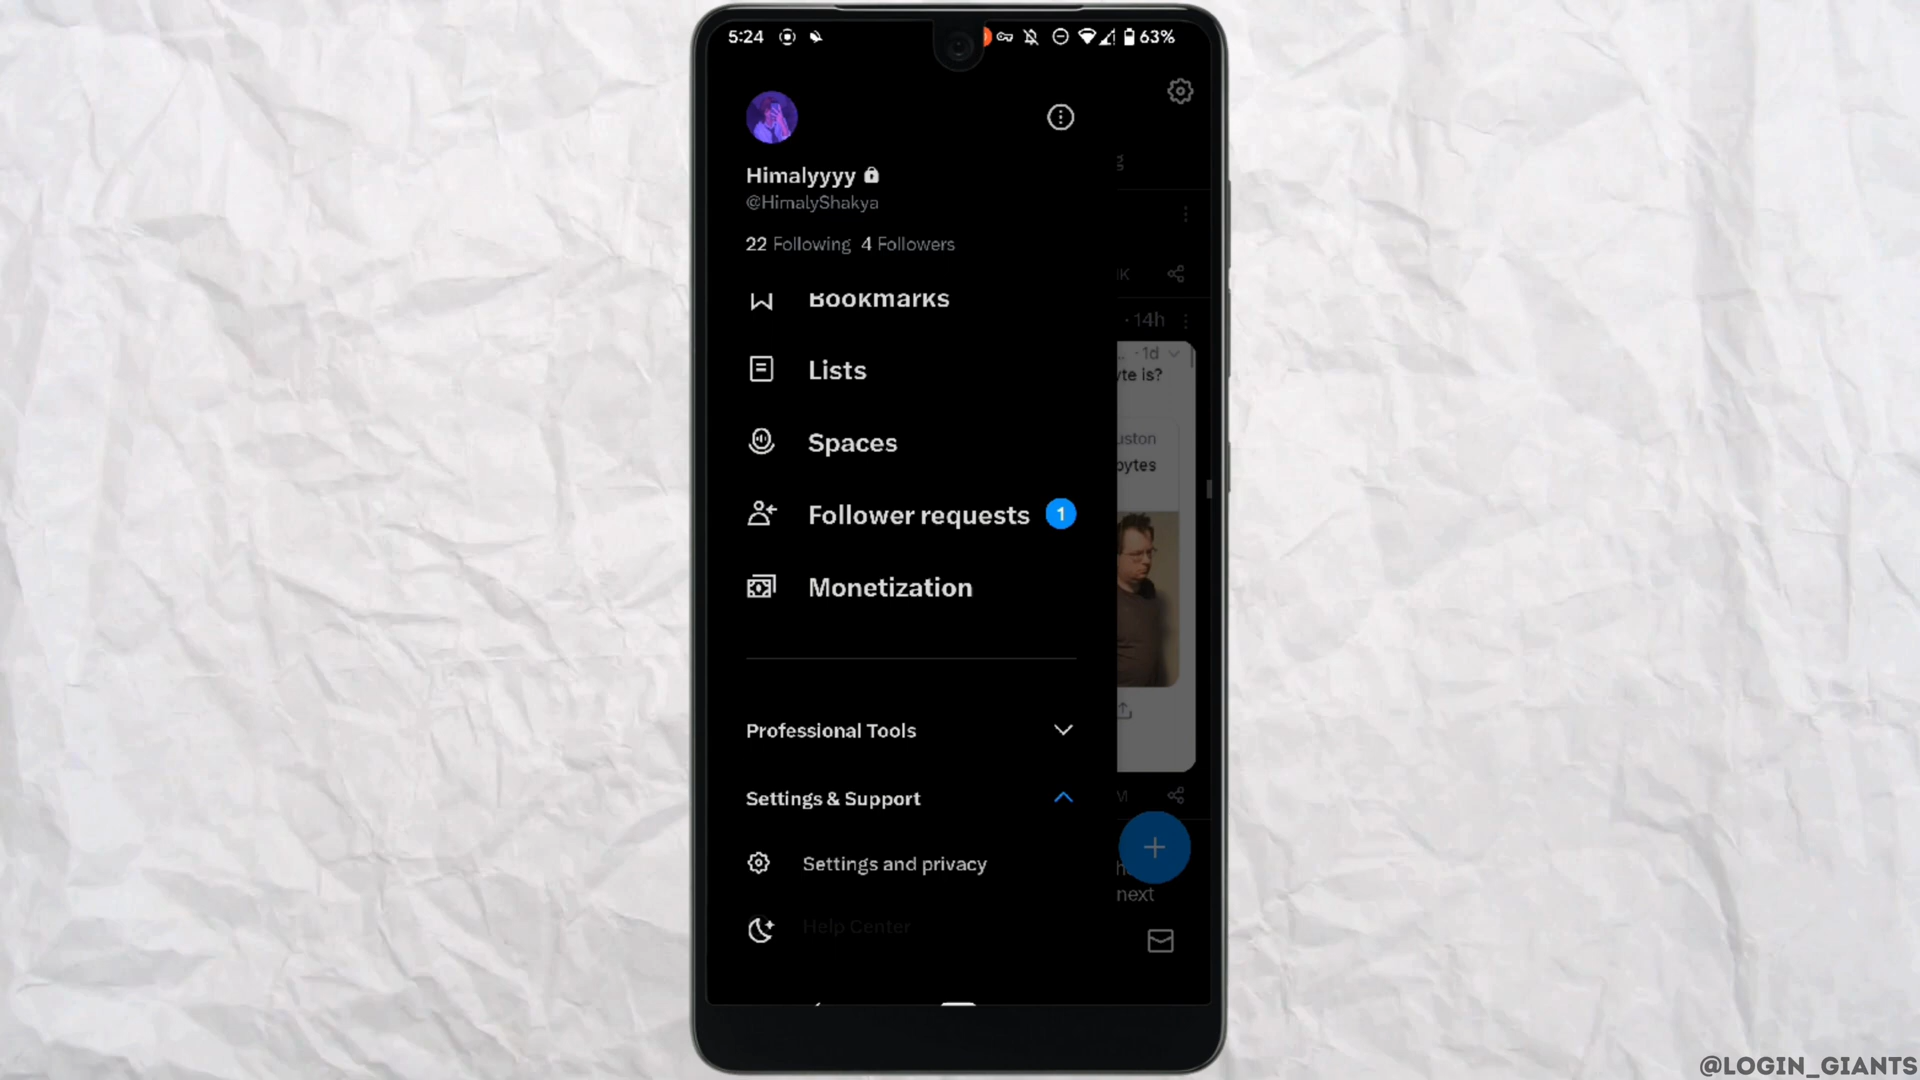 5:24
63%
Himalyyyy
@HimalyShakya
22 Following 4 Followers
Bookmarks
Lists
Spaces
Follower requests 1
Monetization
Professional Tools
Settings & Support
Settings and privacy
Help Center
g
K
· 14h
.. · 1d
yte is?
uston
bytes
M
h
next
@LOGIN_GIANTS